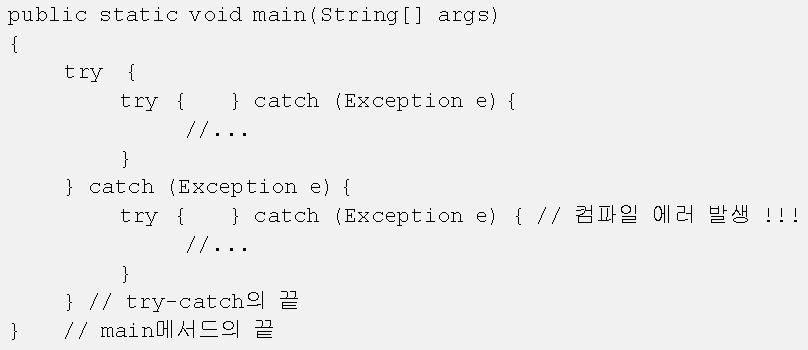 public static void main(String[] args)
{
    try  {
        try {   } catch (Exception e) {
            //...
        }
    } catch (Exception e) {
        try {   } catch (Exception e) { // 컴파일 에러 발생 !!!
            //...
        }
    } // try-catch의 끝
}   // main메서드의 끝